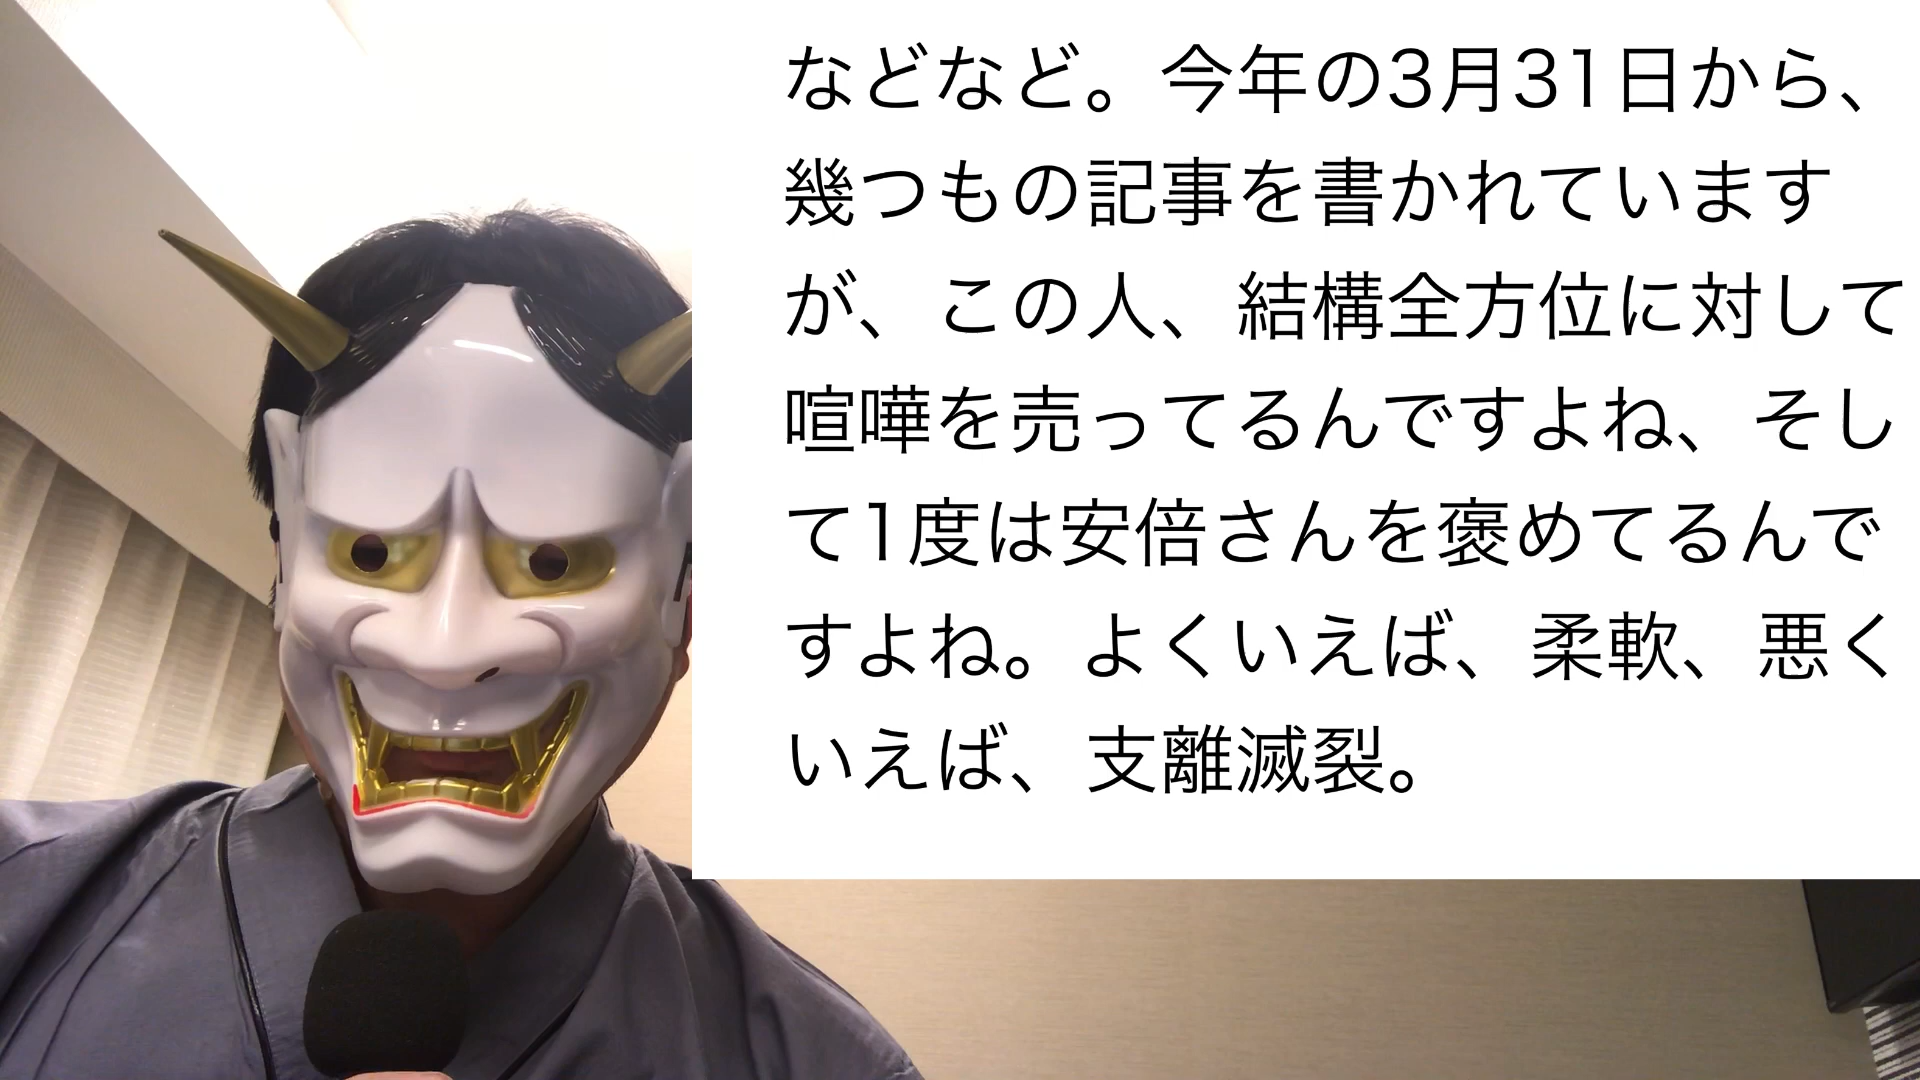 などなど。今年の3月31日から、
幾つもの記事を書かれています
が、この人、結構全方位に対して
喧嘩を売ってるんですよね、そし
て1度は安倍さんを褒めてるんで
すよね。よくいえば、柔軟、悪く
いえば、支離滅裂。